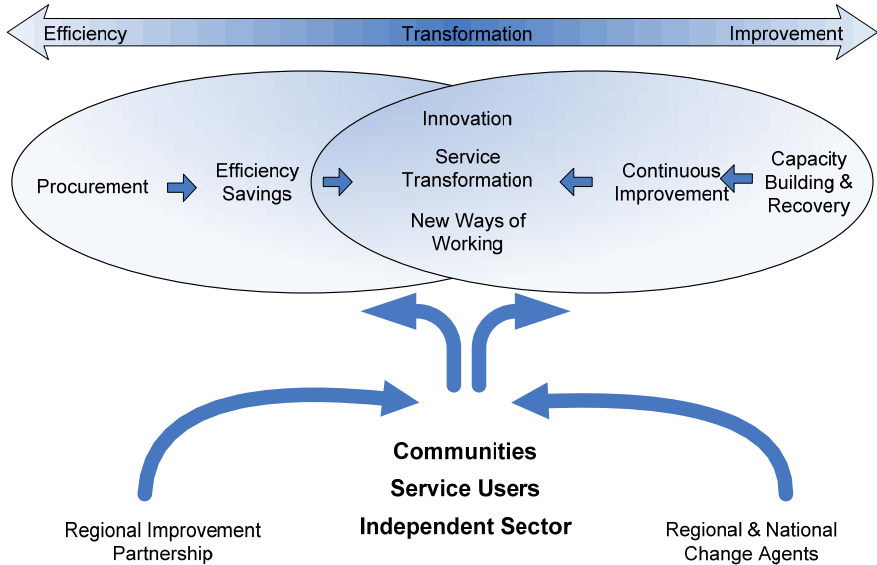 Efficiency
Transformation
Improvement
Procurement
Efficiency
Savings
Innovation
Service
Transformation
New Ways of
Working
Continuous
Improvement
Capacity
Building &
Recovery
Communities
Service Users
Independent Sector
Regional Improvement
Partnership
Regional & National
Change Agents